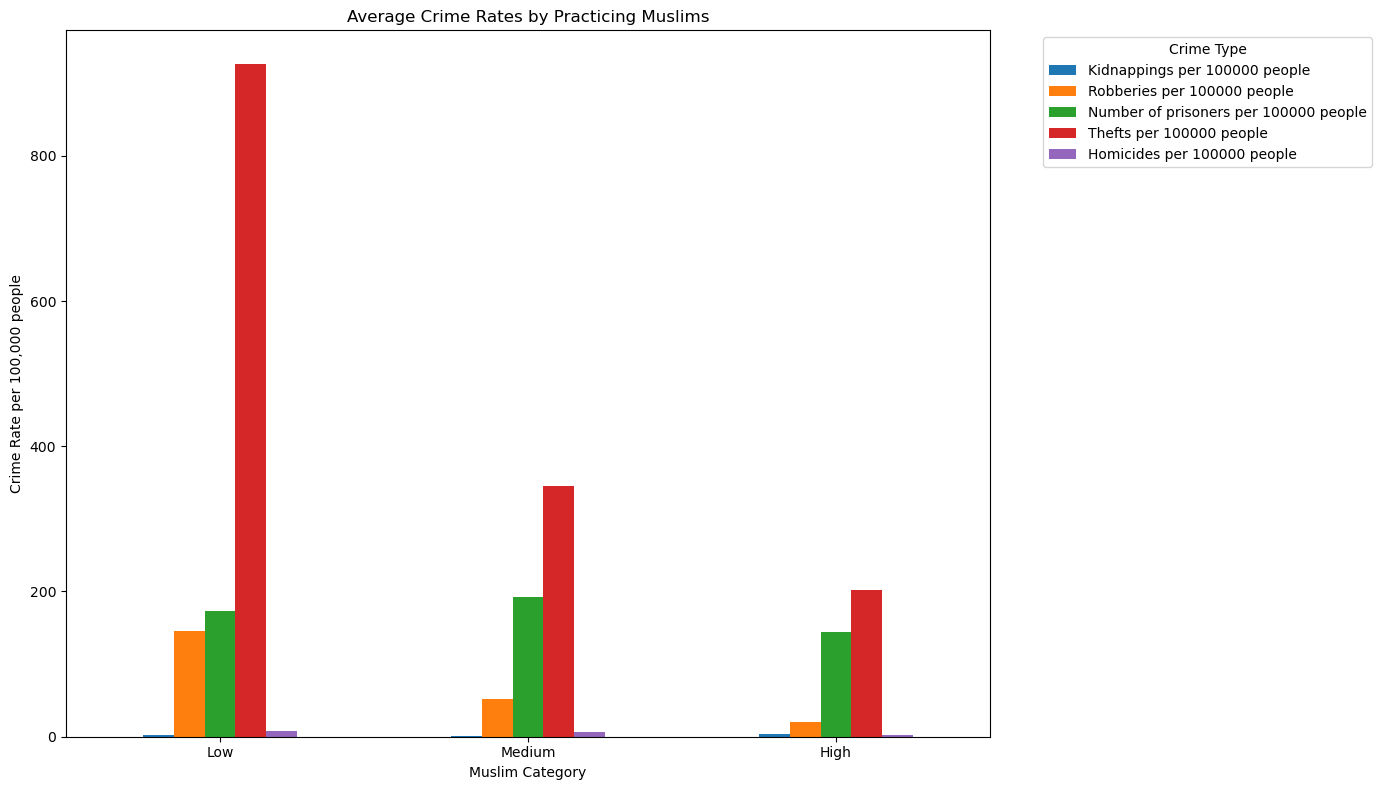 Average Crime Rates by Practicing Muslims
Crime Type
Kidnappings per 100000 people
Robberies per 100000 people
Number of prisoners per 100000 people
Thefts per 100000 people
Homicides per 100000 people
Crime Rate per 100,000 people
800
600
400
200
0
Low
Medium
High
Muslim Category